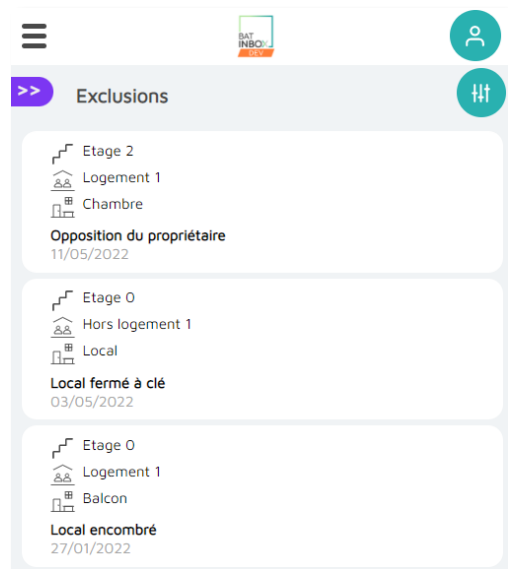 BAT
INBOX
DEV
>>
Exclusions
Etage 2
Logement 1
Chambre
Opposition du propriétaire
11/05/2022
Etage 0
Hors logement 1
Local
Local fermé à clé
03/05/2022
Etage 0
Logement 1
Balcon
Local encombré
27/01/2022